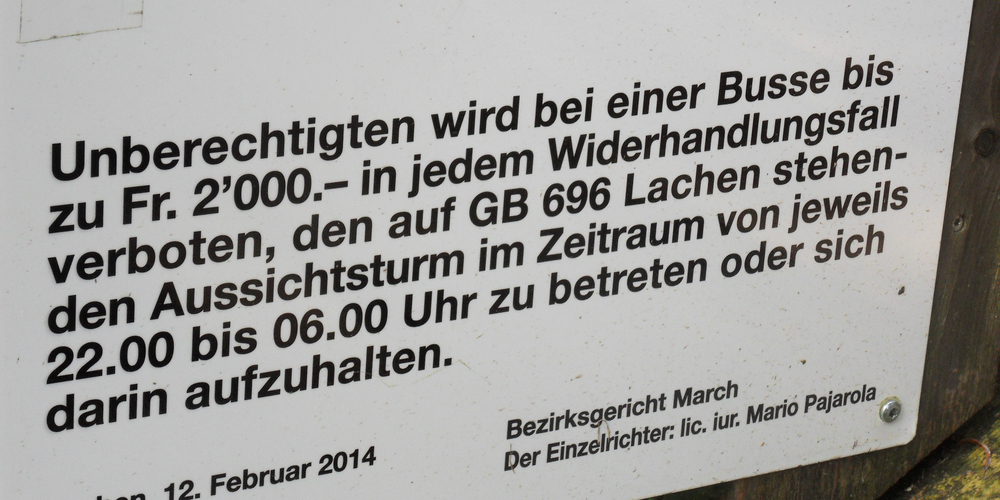 Unberechtigten wird bei einer Busse bis
zu Fr. 2’000.– in jedem Widerhandlungsfall
verboten, den auf GB 696 Lachen stehen-
den Aussichtsturm im Zeitraum von jeweils
22.00 bis 06.00 Uhr zu betreten oder sich
darin aufzuhalten.
12. Februar 2014
Bezirksgericht March
Der Einzelrichter: lic. iur. Mario Pajarola